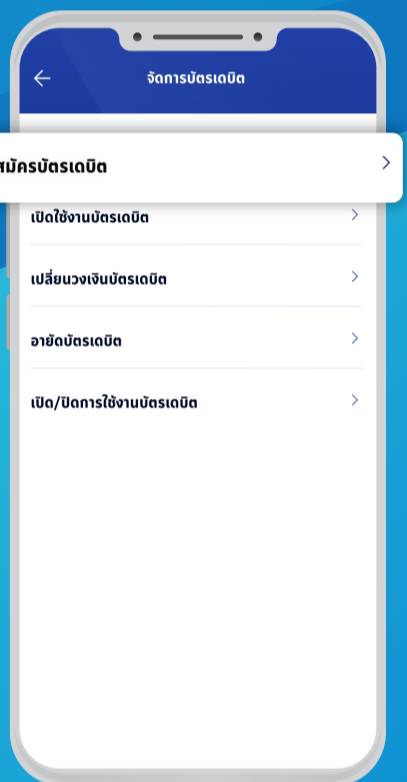 จัดการบัตรเดบิต
สมัครบัตรเดบิต
เปิดใช้งานบัตรเดบิต
เปลี่ยนวงเงินบัตรเดบิต
อายัดบัตรเดบิต
เปิด/ปิดการใช้งานบัตรเดบิต